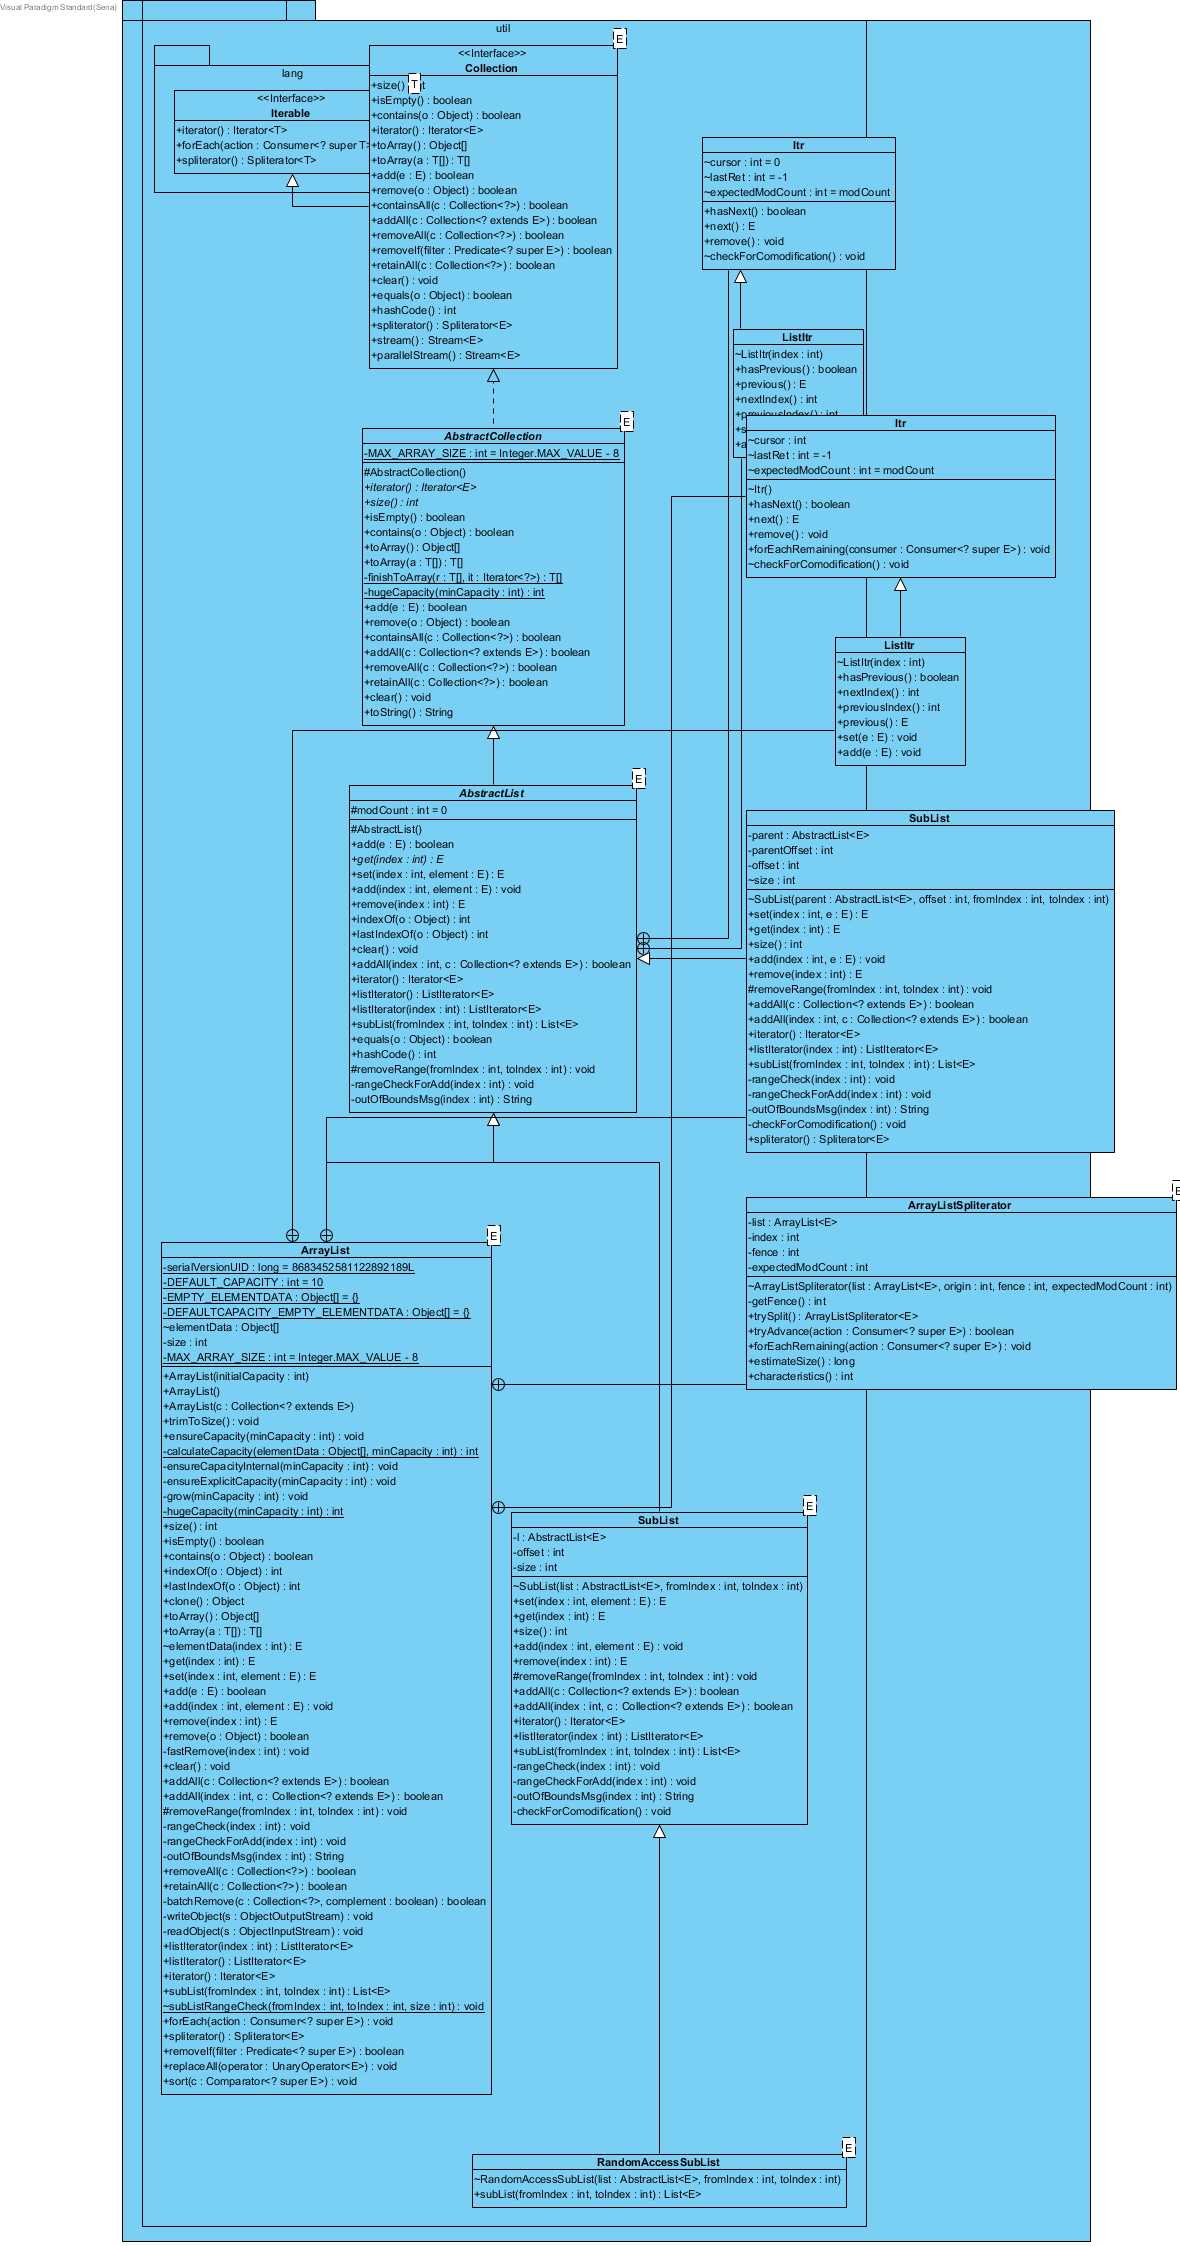 Visual Paradigm Standard(Sena)
util
lang
<<Interface>>
Iterable
+iterator() : Iterator<T>
+forEach(action : Consumer<? super T>
+spliterator() : Spliterator<T>
E
<<Interface>>
Collection
T
+size()
+isEmpty() : boolean
+contains(o : Object) : boolean
+iterator() : Iterator<E>
+toArray() : Object[]
+toArray(a : T[]) : T[]
+add(e : E) : boolean
+remove(o : Object) : boolean
+containsAll(c : Collection<?>) : boolean
+addAll(c : Collection<? extends E>) : boolean
+removeAll(c : Collection<?>) : boolean
+removeIf(filter : Predicate<? super E>) : boolean
+retainAll(c : Collection<?>) : boolean
+clear() : void
+equals(o : Object) : boolean
+hashCode() : int
+spliterator() : Spliterator<E>
+stream() : Stream<E>
+parallelStream() : Stream<E>
Itr
~cursor : int = 0
~lastRet : int = -1
~expectedModCount : int = modCount
+hasNext() : boolean
+next() : E
+remove() : void
~checkForComodification() : void
ListItr
~ListItr(index : int)
+hasPrevious() : boolean
+previous() : E
+nextIndex() : int
+previousIndex() : int
+s
+a
Itr
~cursor : int
~lastRet : int = -1
~expectedModCount : int = modCount
~Itr()
+hasNext() : boolean
+next() : E
+remove() : void
+forEachRemaining(consumer : Consumer<? super E>) : void
~checkForComodification() : void
E
AbstractCollection
-MAX_ARRAY_SIZE : int = Integer.MAX_VALUE - 8
#AbstractCollection()
+iterator() : Iterator<E>
+size() : int
+isEmpty() : boolean
+contains(o : Object) : boolean
+toArray() : Object[]
+toArray(a : T[]) : T[]
-finishToArray(r : T[], it : Iterator<?>) : T[]
-hugeCapacity(minCapacity : int) : int
+add(e : E) : boolean
+remove(o : Object) : boolean
+containsAll(c : Collection<?>) : boolean
+addAll(c : Collection<? extends E>) : boolean
+removeAll(c : Collection<?>) : boolean
+retainAll(c : Collection<?>) : boolean
+clear() : void
+toString() : String
ListItr
~ListItr(index : int)
+hasPrevious() : boolean
+nextIndex() : int
+previousIndex() : int
+previous() : E
+set(e : E) : void
+add(e : E) : void
E
AbstractList
#modCount : int = 0
#AbstractList()
+add(e : E) : boolean
+get(index : int) : E
+set(index : int, element : E) : E
+add(index : int, element : E) : void
+remove(index : int) : E
+indexOf(o : Object) : int
+lastIndexOf(o : Object) : int
+clear() : void
+addAll(index : int, c : Collection<? extends E>) : boolean
+iterator() : Iterator<E>
+listIterator() : ListIterator<E>
+listIterator(index : int) : ListIterator<E>
+subList(fromIndex : int, toIndex : int) : List<E>
+equals(o : Object) : boolean
+hashCode() : int
#removeRange(fromIndex : int, toIndex : int) : void
-rangeCheckForAdd(index : int) : void
-outOfBoundsMsg(index : int) : String
SubList
-parent : AbstractList<E>
-parentOffset : int
-offset : int
~size : int
~SubList(parent : AbstractList<E>, offset : int, fromIndex : int, toIndex : int)
+set(index : int, e : E) : E
+get(index : int) : E
+size() : int
+add(index : int, e : E) : void
+remove(index : int) : E
#removeRange(fromIndex : int, toIndex : int) : void
+addAll(c : Collection<? extends E>) : boolean
+addAll(index : int, c : Collection<? extends E>) : boolean
+iterator() : Iterator<E>
+listIterator(index : int) : ListIterator<E>
+subList(fromIndex : int, toIndex : int) : List<E>
-rangeCheck(index : int) : void
-rangeCheckForAdd(index : int) : void
-outOfBoundsMsg(index : int) : String
-checkForComodification() : void
+spliterator() : Spliterator<E>
E
ArrayListSpliterator
-list : ArrayList<E>
-index : int
-fence : int
-expectedModCount : int
~ArrayListSpliterator(list : ArrayList<E>, origin : int, fence : int, expectedModCount : int)
-getFence() : int
+trySplit() : ArrayListSpliterator<E>
+tryAdvance(action : Consumer<? super E>) : boolean
+forEachRemaining(action : Consumer<? super E>) : void
+estimateSize() : long
+characteristics() : int
E
ArrayList
-serialVersionUID : long = 8683452581122892189L
-DEFAULT_CAPACITY : int = 10
-EMPTY_ELEMENTDATA : Object[] = {}
-DEFAULTCAPACITY_EMPTY_ELEMENTDATA : Object[] = {}
~elementData : Object[]
-size : int
-MAX_ARRAY_SIZE : int = Integer.MAX_VALUE - 8
+ArrayList(initialCapacity : int)
+ArrayList()
+ArrayList(c : Collection<? extends E>)
+trimToSize() : void
+ensureCapacity(minCapacity : int) : void
-calculateCapacity(elementData : Object[], minCapacity : int) : int
-ensureCapacityInternal(minCapacity : int) : void
-ensureExplicitCapacity(minCapacity : int) : void
-grow(minCapacity : int) : void
-hugeCapacity(minCapacity : int) : int
+size() : int
+isEmpty() : boolean
+contains(o : Object) : boolean
+indexOf(o : Object) : int
+lastIndexOf(o : Object) : int
+clone() : Object
+toArray() : Object[]
+toArray(a : T[]) : T[]
~elementData(index : int) : E
+get(index : int) : E
+set(index : int, element : E) : E
+add(e : E) : boolean
+add(index : int, element : E) : void
+remove(index : int) : E
+remove(o : Object) : boolean
-fastRemove(index : int) : void
+clear() : void
+addAll(c : Collection<? extends E>) : boolean
+addAll(index : int, c : Collection<? extends E>) : boolean
#removeRange(fromIndex : int, toIndex : int) : void
-rangeCheck(index : int) : void
-rangeCheckForAdd(index : int) : void
-outOfBoundsMsg(index : int) : String
+removeAll(c : Collection<?>) : boolean
+retainAll(c : Collection<?>) : boolean
-batchRemove(c : Collection<?>, complement : boolean) : boolean
-writeObject(s : ObjectOutputStream) : void
-readObject(s : ObjectInputStream) : void
+listIterator(index : int) : ListIterator<E>
+listIterator() : ListIterator<E>
+iterator() : Iterator<E>
+subList(fromIndex : int, toIndex : int) : List<E>
~subListRangeCheck(fromIndex : int, toIndex : int, size : int) : void
+forEach(action : Consumer<? super E>) : void
+spliterator() : Spliterator<E>
+removeIf(filter : Predicate<? super E>) : boolean
+replaceAll(operator : UnaryOperator<E>) : void
+sort(c : Comparator<? super E>) : void
E
SubList
-l : AbstractList<E>
-offset : int
-size : int
~SubList(list : AbstractList<E>, fromIndex : int, toIndex : int)
+set(index : int, element : E) : E
+get(index : int) : E
+size() : int
+add(index : int, element : E) : void
+remove(index : int) : E
#removeRange(fromIndex : int, toIndex : int) : void
+addAll(c : Collection<? extends E>) : boolean
+addAll(index : int, c : Collection<? extends E>) : boolean
+iterator() : Iterator<E>
+listIterator(index : int) : ListIterator<E>
+subList(fromIndex : int, toIndex : int) : List<E>
-rangeCheck(index : int) : void
-rangeCheckForAdd(index : int) : void
-outOfBoundsMsg(index : int) : String
-checkForComodification() : void
E
RandomAccessSubList
~RandomAccessSubList(list : AbstractList<E>, fromIndex : int, toIndex : int)
+subList(fromIndex : int, toIndex : int) : List<E>